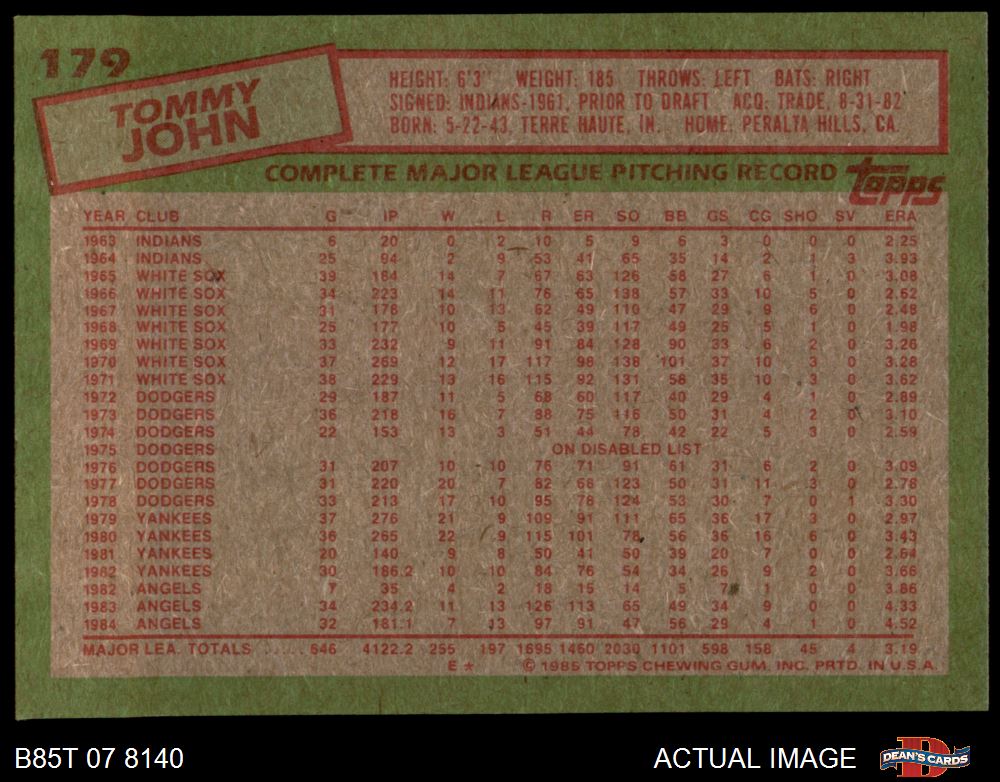 179
TOMMY
JOHN
HEIGHT: 6'3" WEIGHT: 185 THROWS: LEFT BATS: RIGHT
SIGNED: INDIANS-1961, PRIOR TO DRAFT ACQ: TRADE, 8-31-82
BORN: 5-22-43, TERRE HAUTE, IN. HOME: PERALTA HILLS, CA.
COMPLETE MAJOR LEAGUE PITCHING RECORD topps
YEAR CLUB G IP W L R ER SO BB GS CG SHO SV ERA
1963 INDIANS 6 20 0 2 10 5 9 6 3 0 0 0 2.25
1964 INDIANS 25 94 2 9 53 41 65 35 14 2 1 3 3.93
1965 WHITE SOX 39 184 14 7 67 63 126 58 27 6 1 0 3.08
1966 WHITE SOX 34 223 14 11 76 65 138 57 33 10 5 0 2.62
1967 WHITE SOX 31 178 10 13 62 49 110 47 29 9 6 0 2.48
1968 WHITE SOX 25 177 10 5 45 39 117 49 25 5 1 0 1.98
1969 WHITE SOX 33 232 9 11 91 84 128 90 33 6 2 0 3.26
1970 WHITE SOX 37 269 12 17 117 98 138 101 37 10 3 0 3.28
1971 WHITE SOX 38 229 13 16 115 92 131 58 35 10 3 0 3.62
1972 DODGERS 29 187 11 5 68 60 117 40 29 4 1 0 2.89
1973 DODGERS 36 218 16 7 88 75 116 50 31 4 2 0 3.10
1974 DODGERS 22 153 13 3 51 44 78 42 22 5 3 0 2.59
1975 DODGERS ON DISABLED LIST
1976 DODGERS 31 207 10 10 76 71 91 61 31 6 2 0 3.09
1977 DODGERS 31 220 20 7 82 68 123 50 31 11 3 0 2.78
1978 DODGERS 33 213 17 10 95 78 124 53 30 7 0 1 3.30
1979 YANKEES 37 276 21 9 109 91 111 65 36 17 3 0 2.97
1980 YANKEES 36 265 22 9 115 101 78 56 36 16 6 0 3.43
1981 YANKEES 20 140 9 8 50 41 50 39 20 7 0 0 2.64
1982 YANKEES 30 186.2 10 10 84 76 54 34 26 9 2 0 3.66
1982 ANGELS 7 35 4 2 18 15 14 5 7 1 0 0 3.86
1983 ANGELS 34 234.2 11 13 126 113 65 49 34 9 0 0 4.33
1984 ANGELS 32 181.1 7 13 97 91 47 56 29 4 1 0 4.52
MAJOR LEA. TOTALS ..... 646 4122.2 255 197 1695 1460 2030 1101 598 158 45 4 3.19
E * © 1985 TOPPS CHEWING GUM, INC. PRTD. IN U.S.A.
B85T 07 8140 ACTUAL IMAGE DEAN'S CARDS